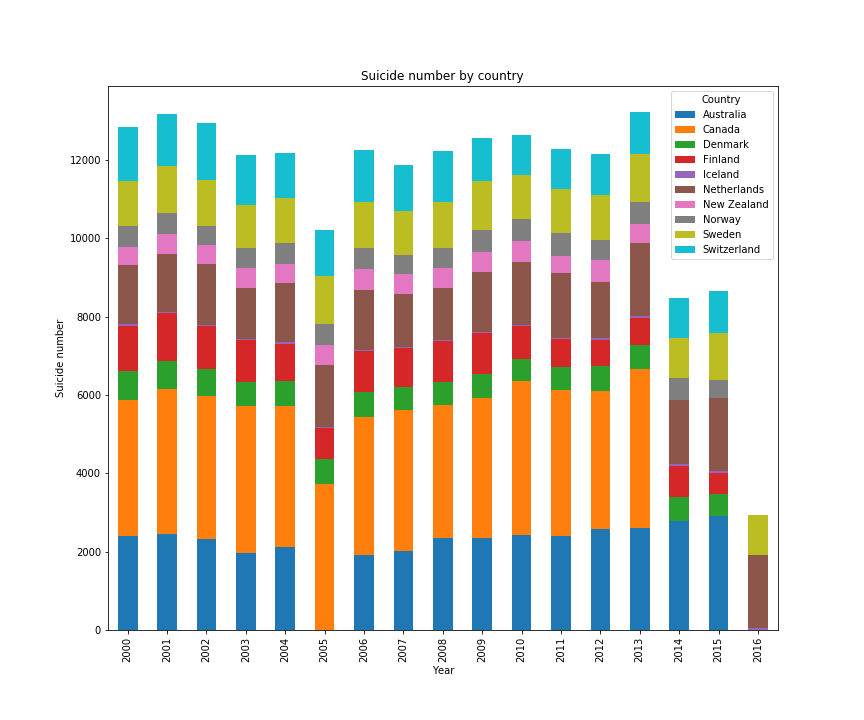 Suicide number by country
Country
Australia
Canada
Denmark
Finland
Iceland
Netherlands
New Zealand
Norway
Sweden
Switzerland
Suicide number
12000
10000
8000
6000
4000
2000
0
2000 2001 2002 2003 2004 2005 2006 2007 2008 2009 2010 2011 2012 2013 2014 2015 2016
Year